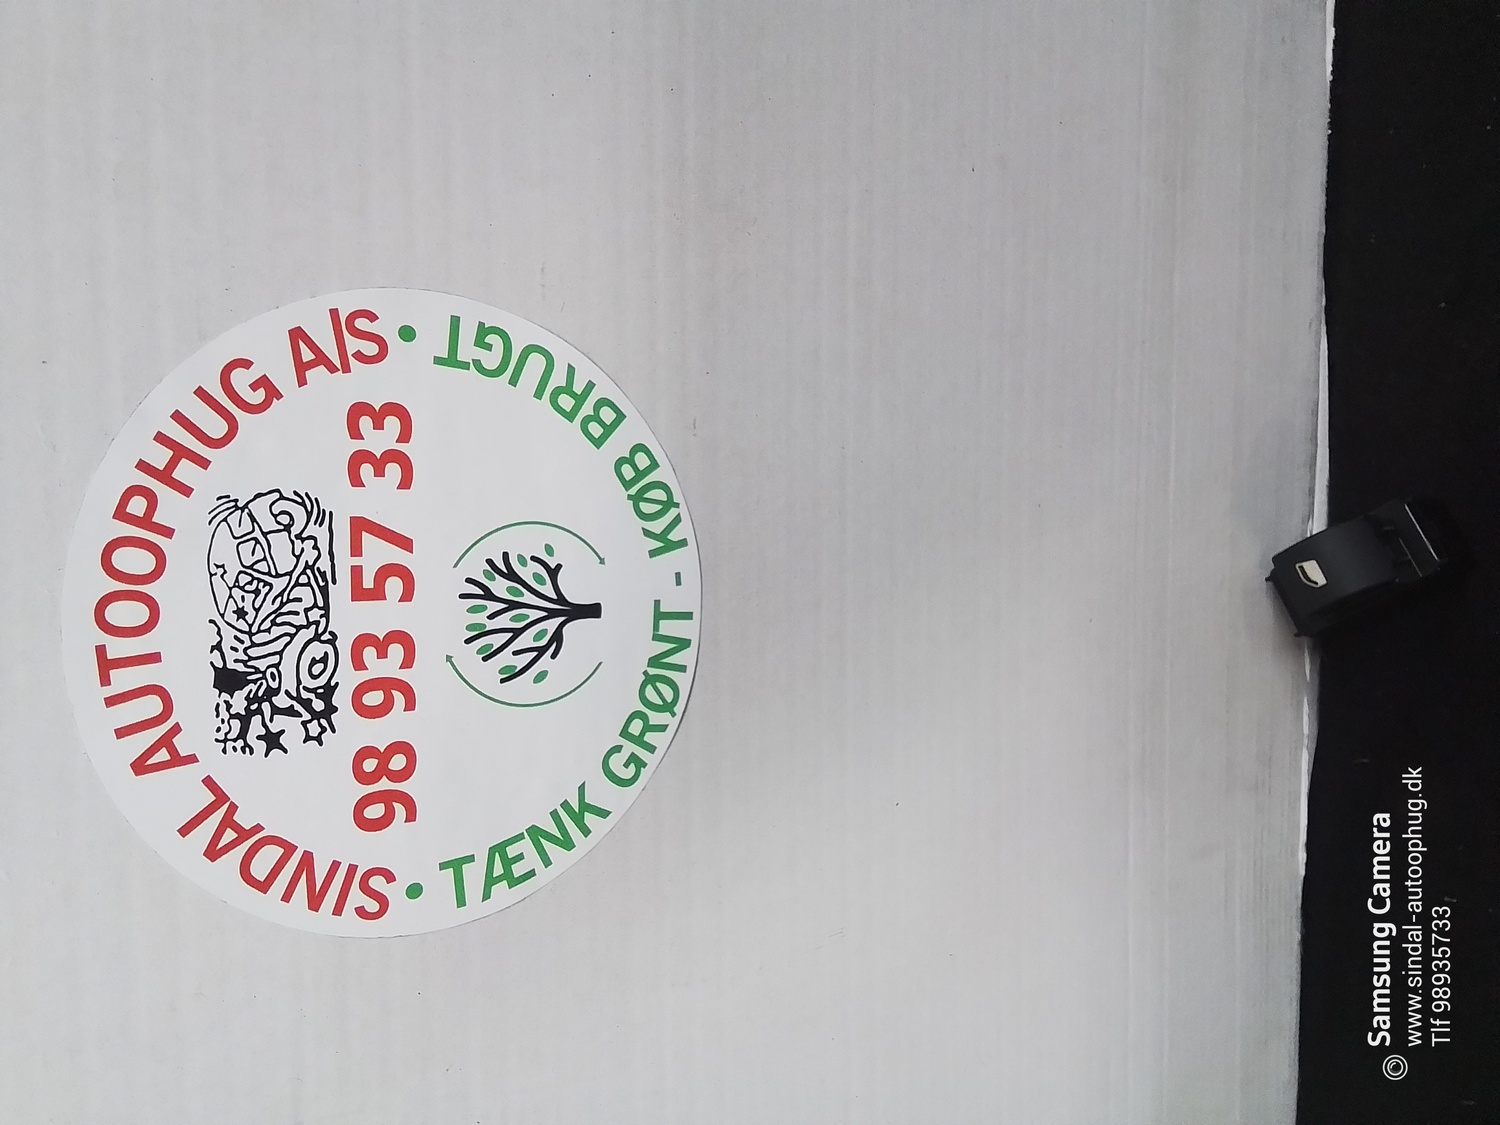 SINDAL AUTOOPHUG A/S
98 93 57 33
• TÆNK GRØNT - KØB BRUGT •
© Samsung Camera
www.sindal-autoophug.dk
Tlf 98935733